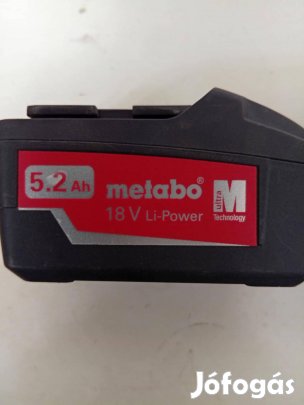 5.2 Ah
metabo®
18 V Li-Power
ultra M
Technology
Jófogás